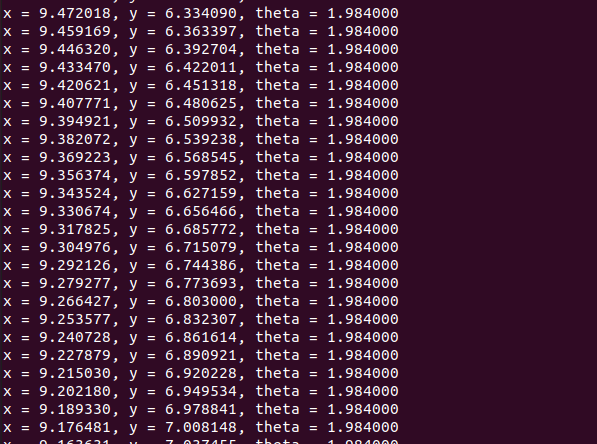 x = 9.472018, y = 6.334090, theta = 1.984000
x = 9.459169, y = 6.363397, theta = 1.984000
x = 9.446320, y = 6.392704, theta = 1.984000
x = 9.433470, y = 6.422011, theta = 1.984000
x = 9.420621, y = 6.451318, theta = 1.984000
x = 9.407771, y = 6.480625, theta = 1.984000
x = 9.394921, y = 6.509932, theta = 1.984000
x = 9.382072, y = 6.539238, theta = 1.984000
x = 9.369223, y = 6.568545, theta = 1.984000
x = 9.356374, y = 6.597852, theta = 1.984000
x = 9.343524, y = 6.627159, theta = 1.984000
x = 9.330674, y = 6.656466, theta = 1.984000
x = 9.317825, y = 6.685772, theta = 1.984000
x = 9.304976, y = 6.715079, theta = 1.984000
x = 9.292126, y = 6.744386, theta = 1.984000
x = 9.279277, y = 6.773693, theta = 1.984000
x = 9.266427, y = 6.803000, theta = 1.984000
x = 9.253577, y = 6.832307, theta = 1.984000
x = 9.240728, y = 6.861614, theta = 1.984000
x = 9.227879, y = 6.890921, theta = 1.984000
x = 9.215030, y = 6.920228, theta = 1.984000
x = 9.202180, y = 6.949534, theta = 1.984000
x = 9.189330, y = 6.978841, theta = 1.984000
x = 9.176481, y = 7.008148, theta = 1.984000
x = 9.163631, y = 7.037455, theta = 1.984000